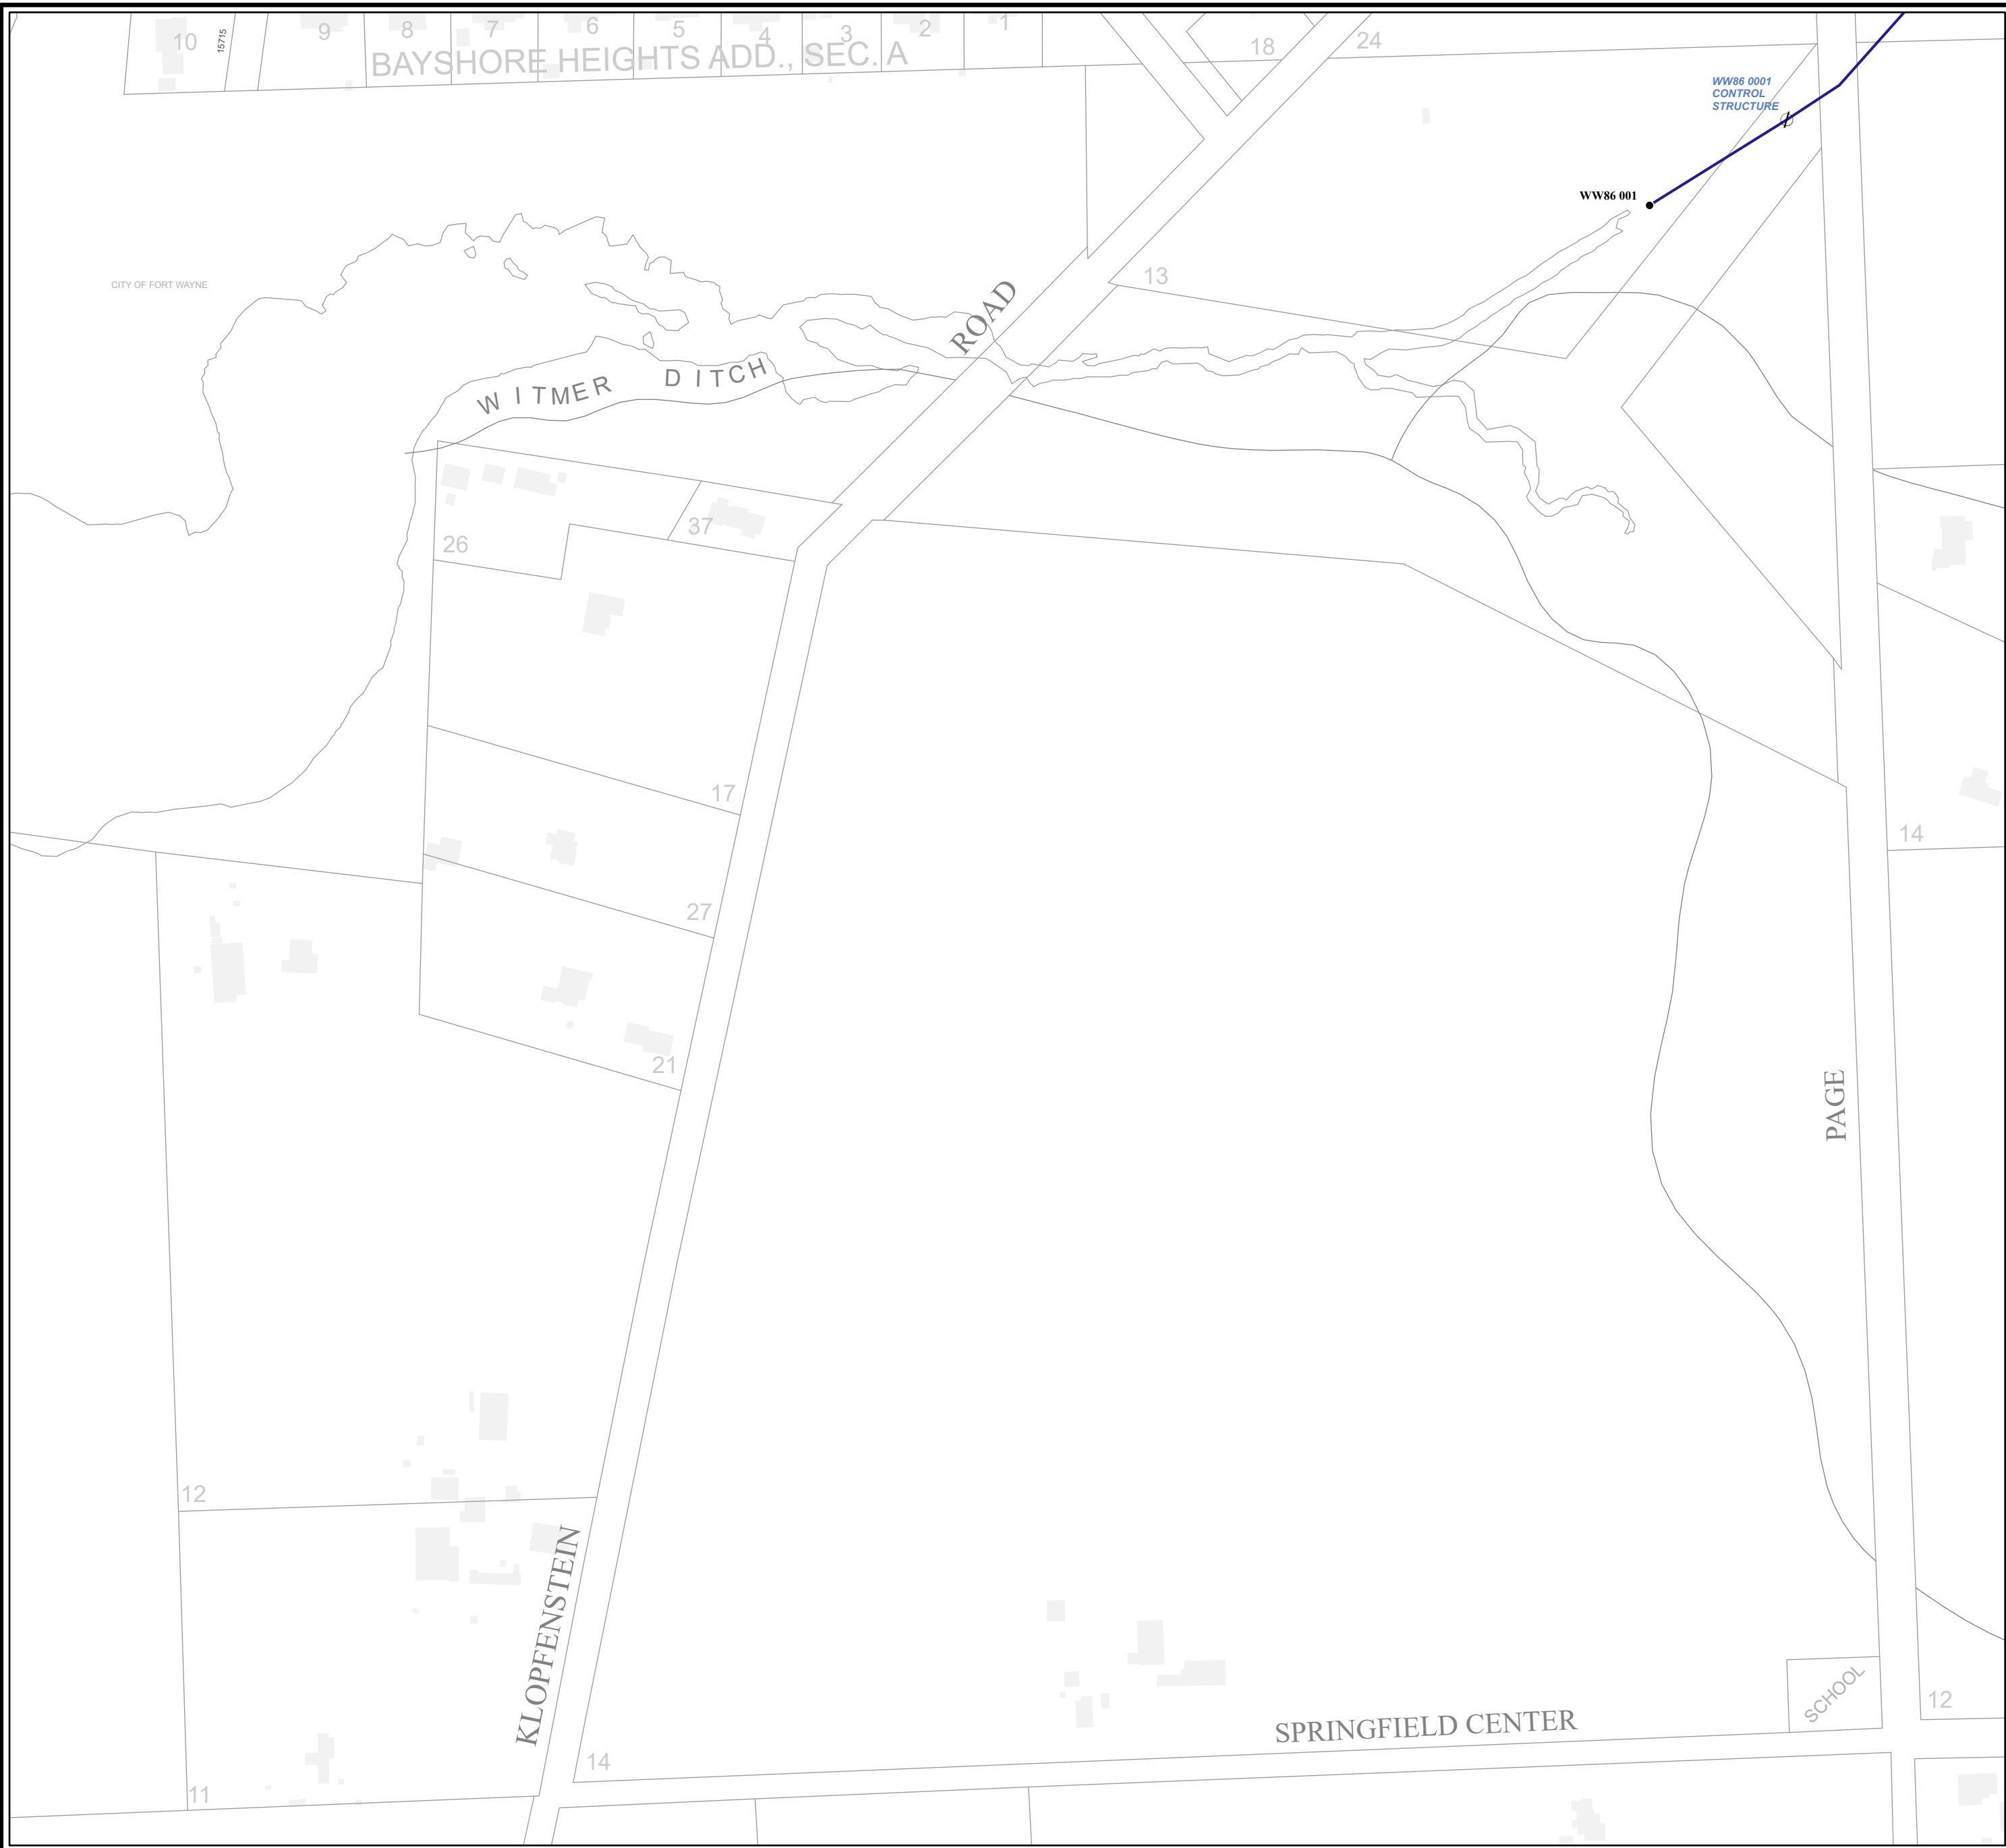 10
15715
9
8
7
6
5
4
3
2
1
BAYSHORE HEIGHTS ADD., SEC. A
18
24
WW86 0001
CONTROL
STRUCTURE
WW86 001
CITY OF FORT WAYNE
13
ROAD
WITMER DITCH
26
37
17
14
27
21
PAGE
12
KLOPFENSTEIN
SCHOOL
12
SPRINGFIELD CENTER
14
11